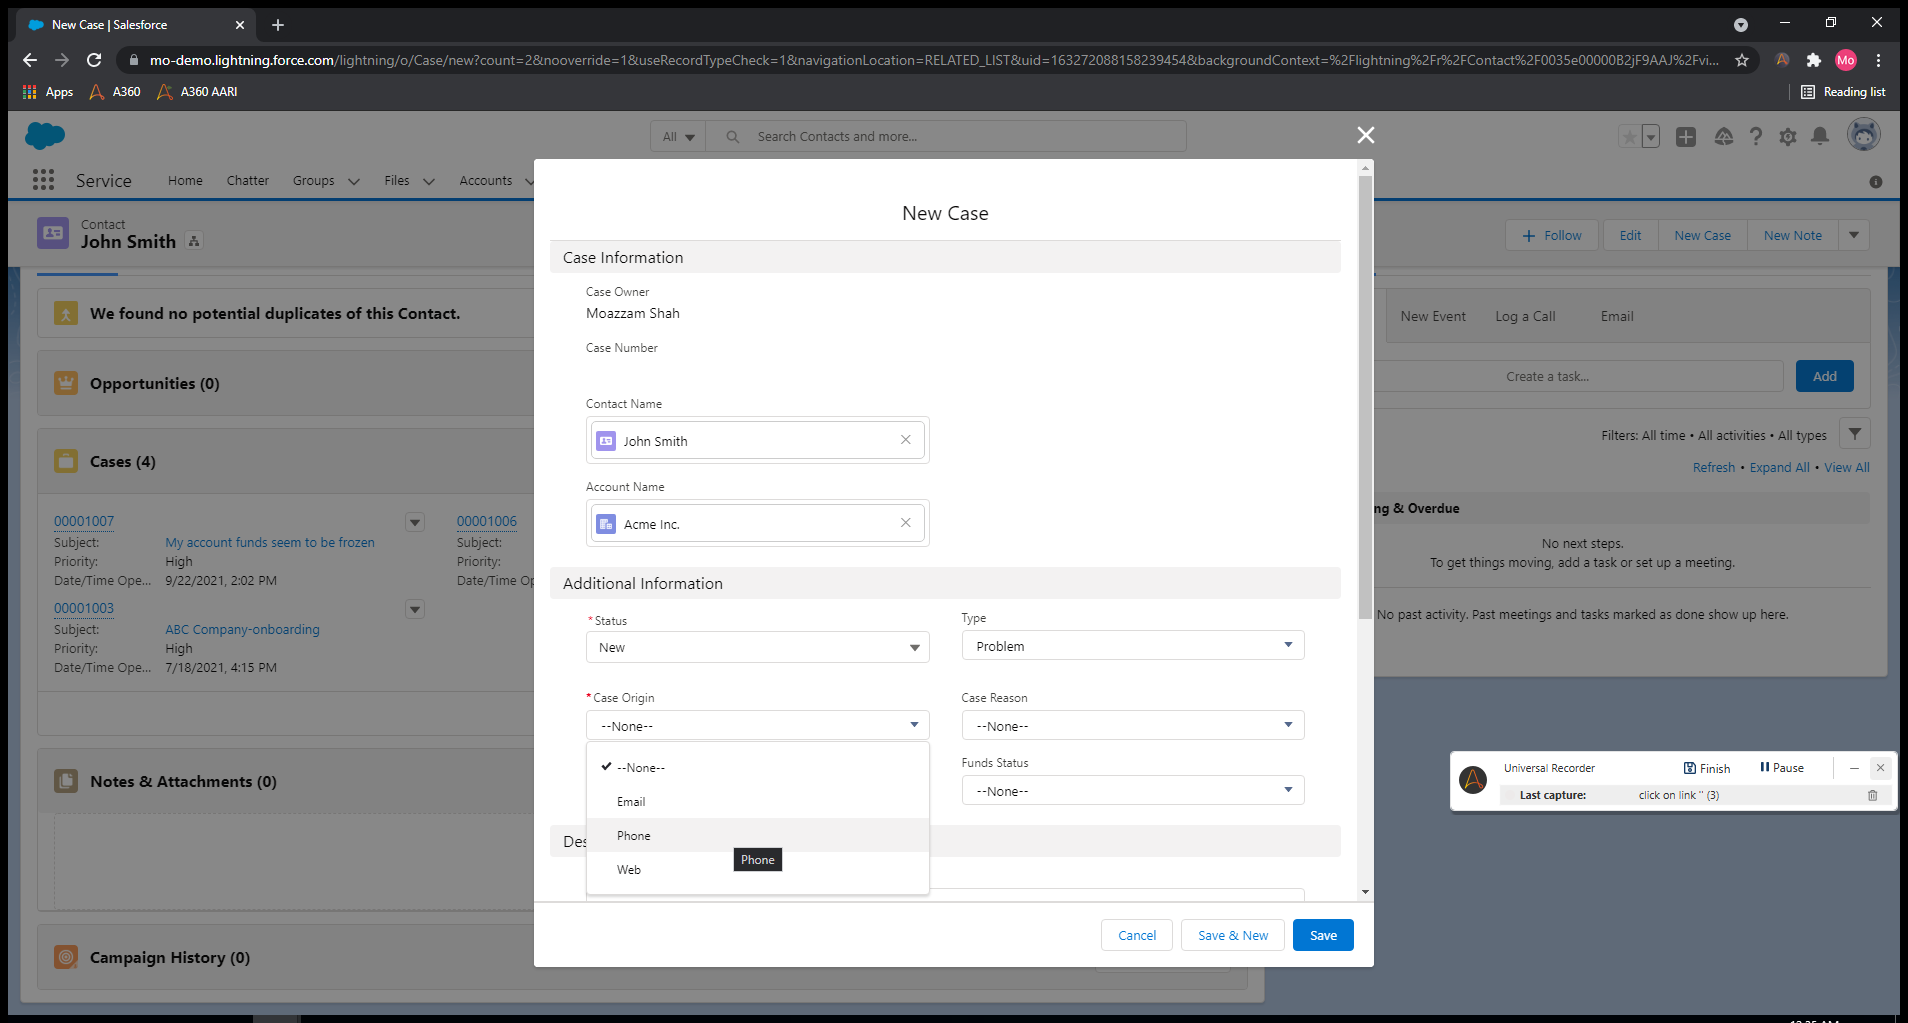 New Case | Salesforce
mo-demo.lightning.force.com/lightning/o/Case/new?count=2&nooverride=1&useRecordTypeCheck=1&navigationLocation=RELATED_LIST&uid=163272088158239454&backgroundContext=%2Flightning%2Fr%2FContact%2F0035e00000B2jF9AAJ%2Fvi...
Mo
Apps
A360
A360 AARI
Reading list
All
Search Contacts and more...
Service
Home
Chatter
Groups
Files
Accounts
Contact
John Smith
Follow
Edit
New Case
New Note
We found no potential duplicates of this Contact.
Opportunities (0)
Cases (4)
00001007
Subject: My account funds seem to be frozen
Priority: High
Date/Time Ope... 9/22/2021, 2:02 PM
00001006
Subject:
Priority:
Date/Time Op
00001003
Subject: ABC Company-onboarding
Priority: High
Date/Time Ope... 7/18/2021, 4:15 PM
Notes & Attachments (0)
Campaign History (0)
New Case
Case Information
Case Owner
Moazzam Shah
Case Number
Contact Name
John Smith
Account Name
Acme Inc.
Additional Information
* Status
New
Type
Problem
* Case Origin
--None--
Case Reason
--None--
--None--
Email
Phone
Web
Phone
Funds Status
--None--
Des
Cancel
Save & New
Save
New Event
Log a Call
Email
Create a task...
Add
Filters: All time • All activities • All types
Refresh • Expand All • View All
ng & Overdue
No next steps.
To get things moving, add a task or set up a meeting.
No past activity. Past meetings and tasks marked as done show up here.
Universal Recorder
Finish
Pause
Last capture: click on link '' (3)